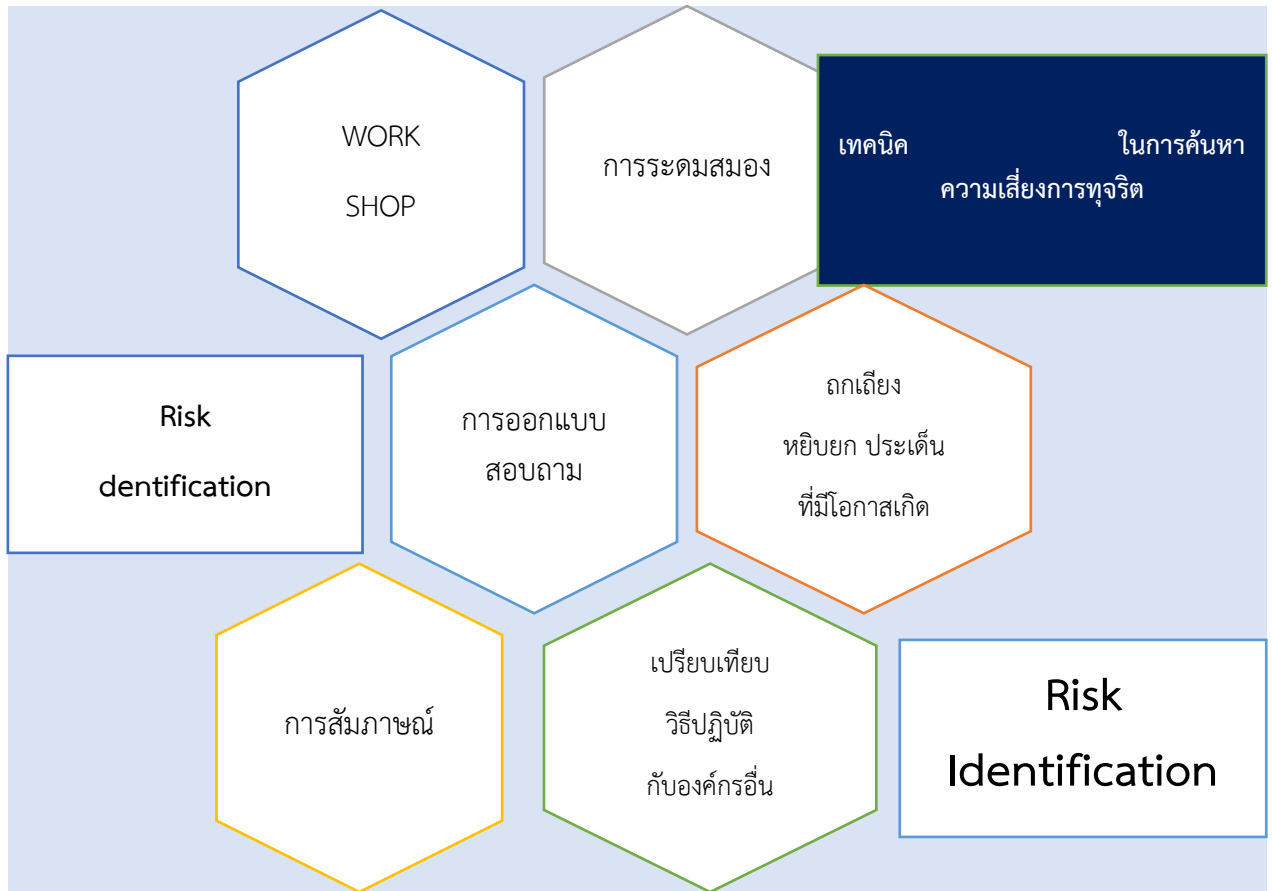 WORK
SHOP
การระดมสมอง
เทคนิค ในการค้นหา
ความเสี่ยงการทุจริต
Risk
dentification
การออกแบบ
สอบถาม
ถกเถียง
หยิบยก ประเด็น
ที่มีโอกาสเกิด
การสัมภาษณ์
เปรียบเทียบ
วิธีปฏิบัติ
กับองค์กรอื่น
Risk
Identification